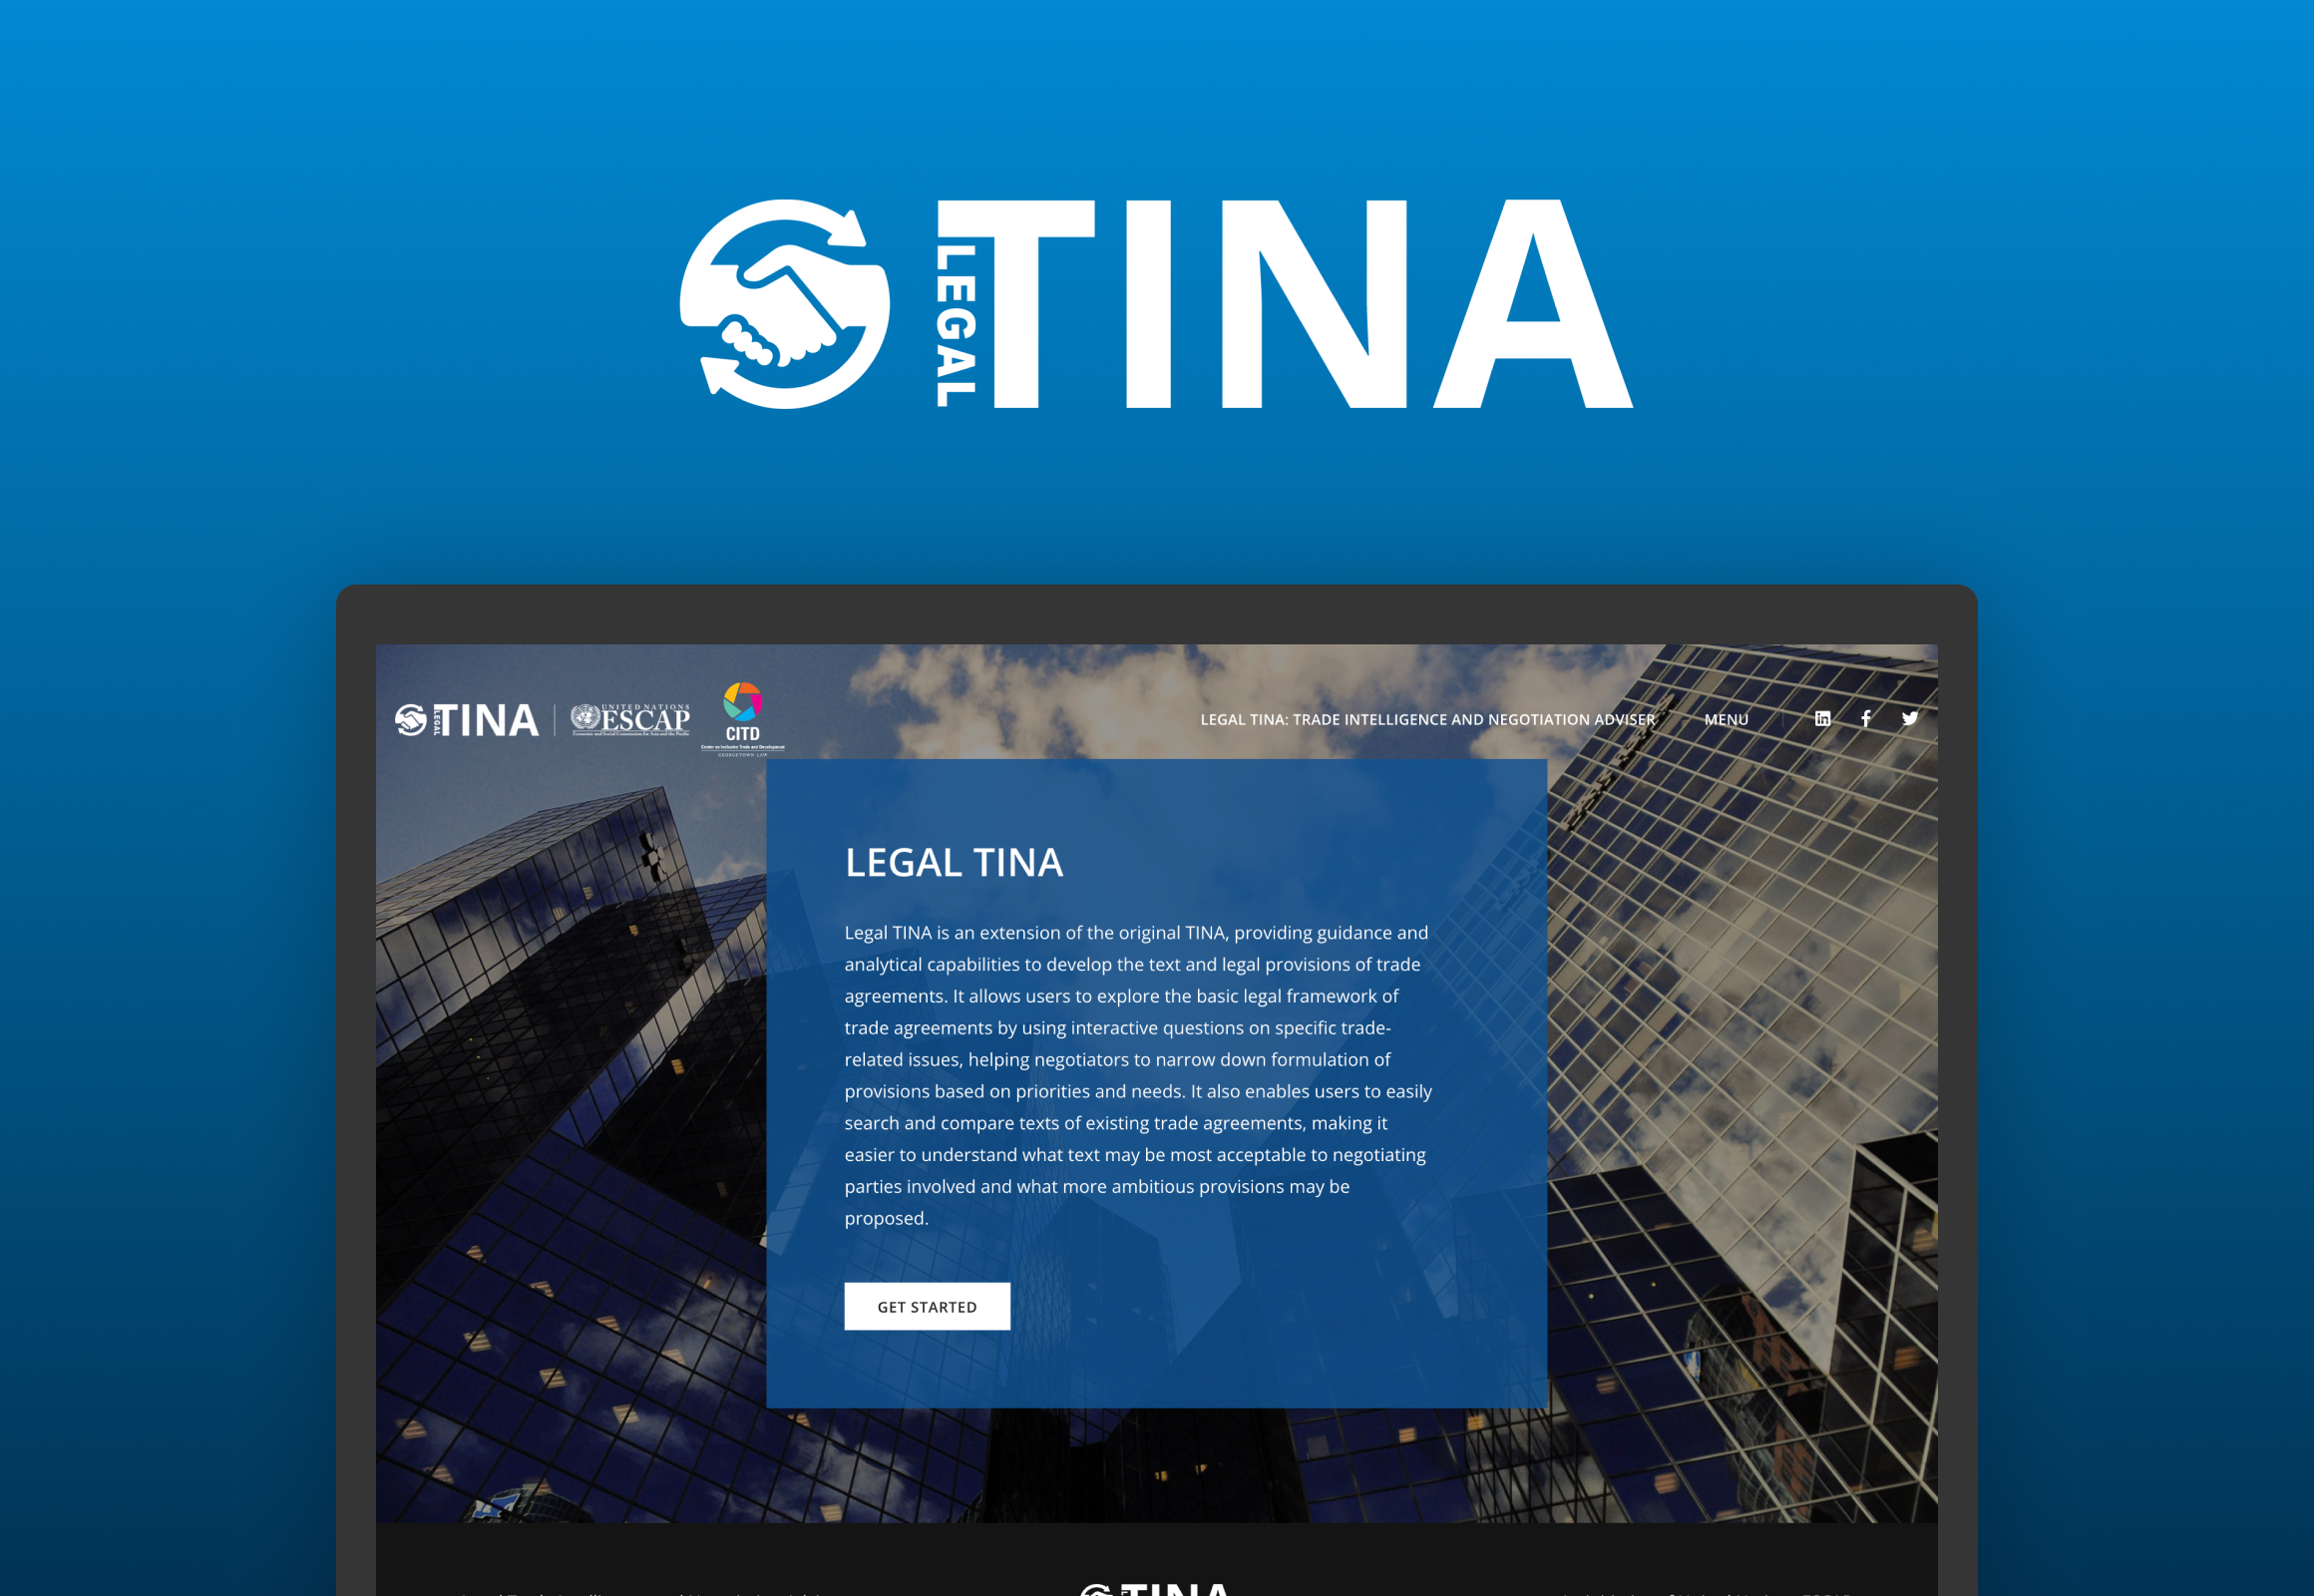 LEGAL TINA
LEGAL TINA
UNITED NATIONS
ESCAP
Economic and Social Commission for Asia and the Pacific
CITD
Center on Inclusive Trade and Development
GEORGETOWN LAW
LEGAL TINA: TRADE INTELLIGENCE AND NEGOTIATION ADVISER
MENU
LEGAL TINA
Legal TINA is an extension of the original TINA, providing guidance and
analytical capabilities to develop the text and legal provisions of trade
agreements. It allows users to explore the basic legal framework of
trade agreements by using interactive questions on specific trade-
related issues, helping negotiators to narrow down formulation of
provisions based on priorities and needs. It also enables users to easily
search and compare texts of existing trade agreements, making it
easier to understand what text may be most acceptable to negotiating
parties involved and what more ambitious provisions may be
proposed.
GET STARTED
TINA